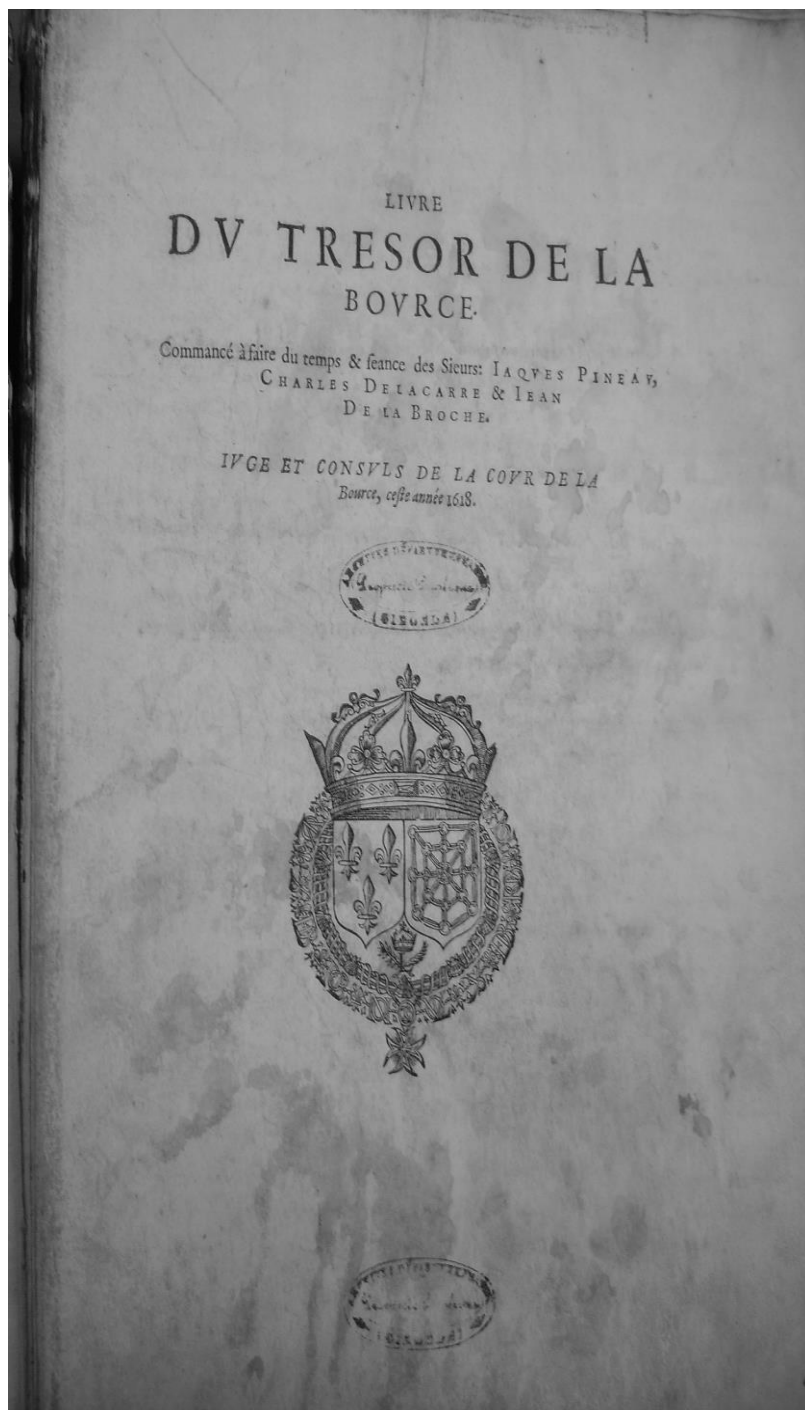 LIVRE
DV TRESOR DE LA
BOVRCE.
Commancé à faire du temps & ſeance des Sieurs: IAQVES PINEAV,
CHARLES DELACARRE & IEAN
DE LA BROCHE.
IVGE ET CONSVLS DE LA COVR DE LA
Bource, ceſte année 1618.
(GIRONDE)